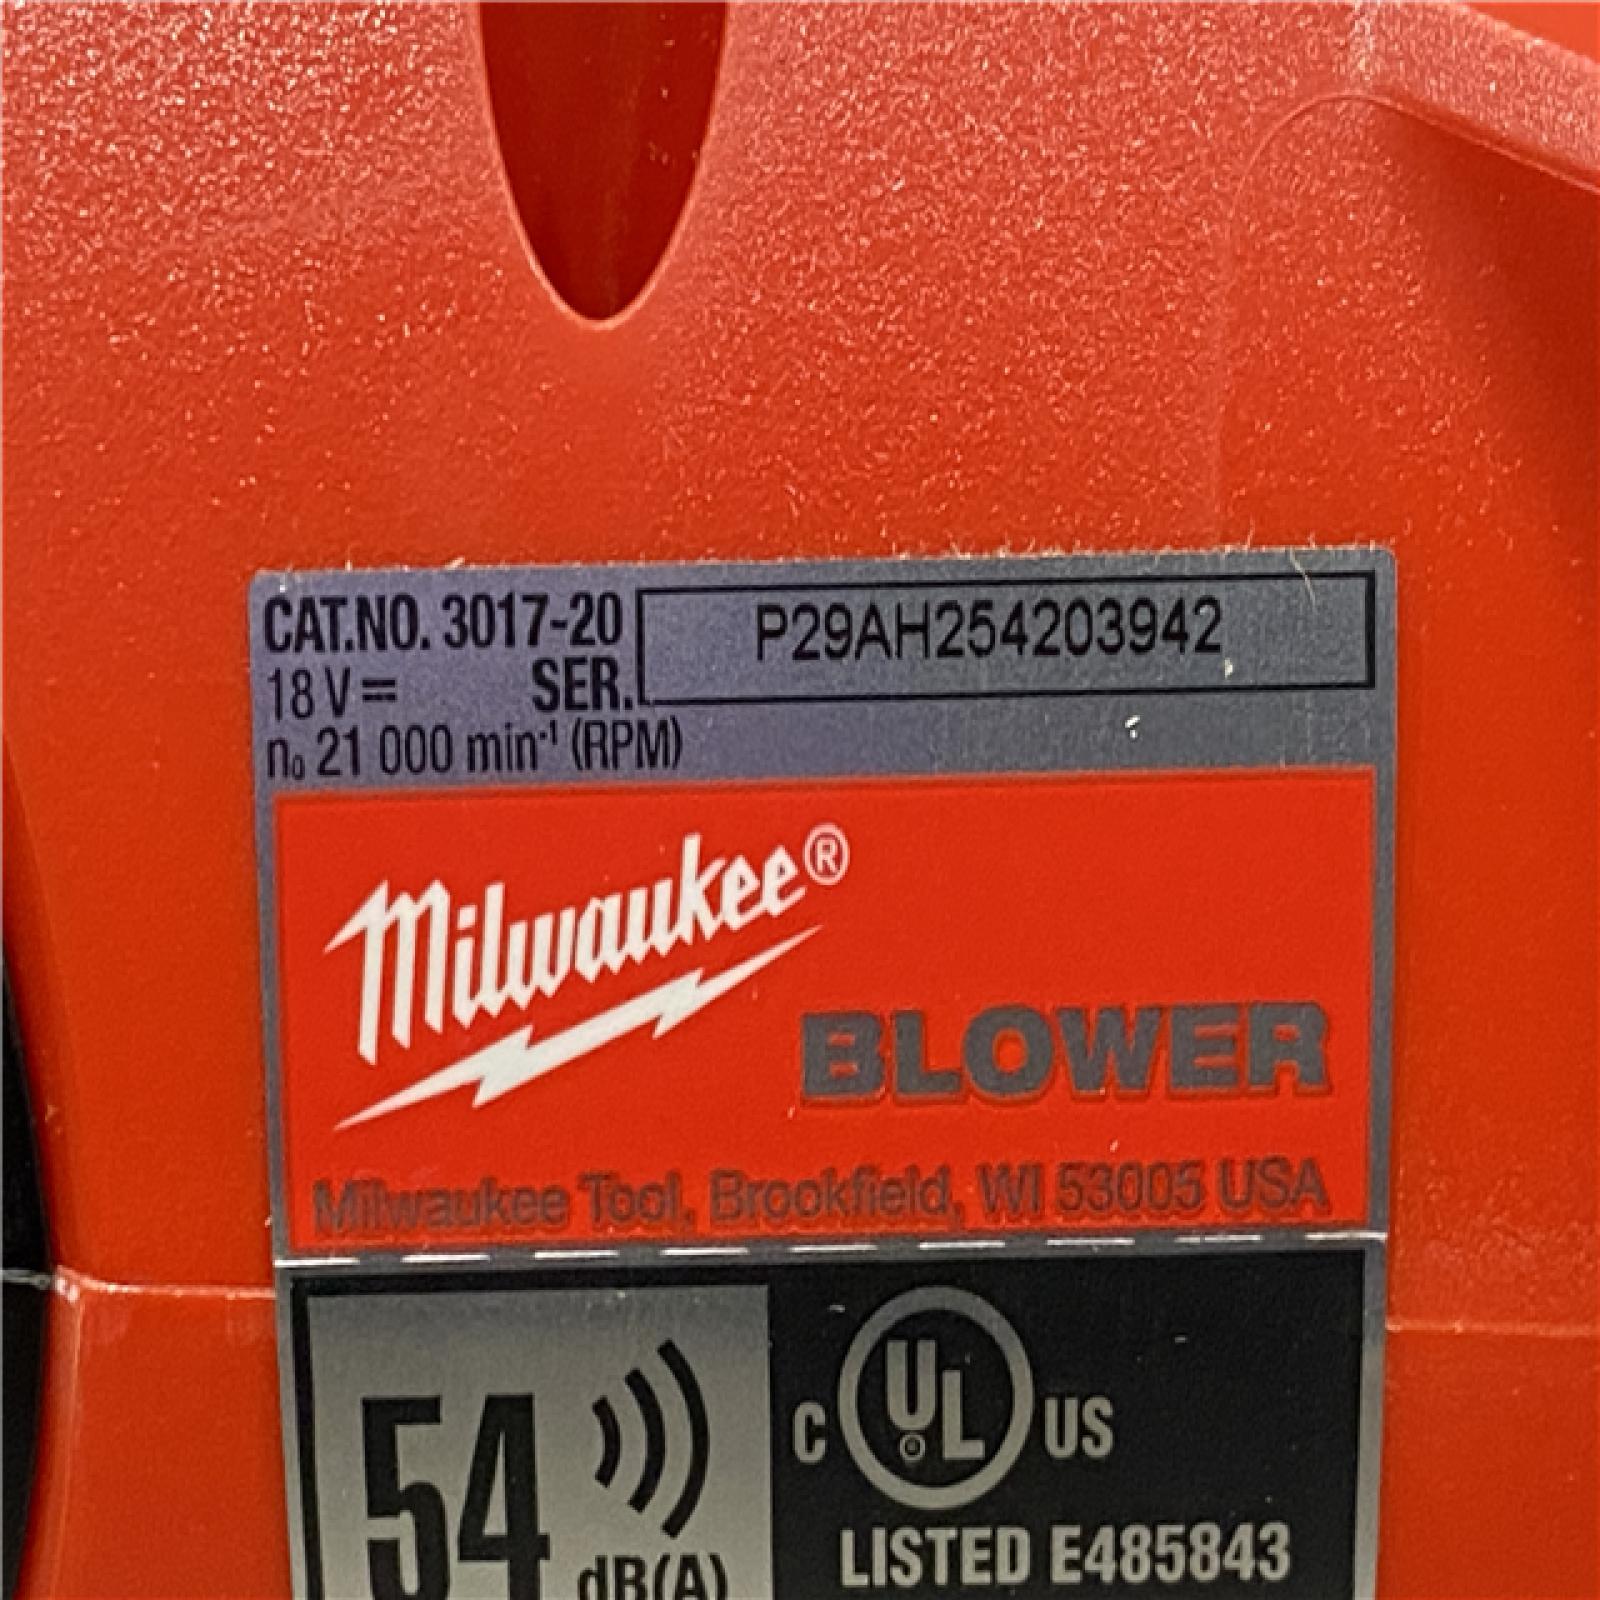 CAT.NO. 3017-20
P29AH254203942
18 V⎓ SER.
n₀ 21 000 min⁻¹ (RPM)
Milwaukee®
BLOWER
Milwaukee Tool, Brookfield, WI 53005 USA
54 dB(A)
C UL US
LISTED E485843